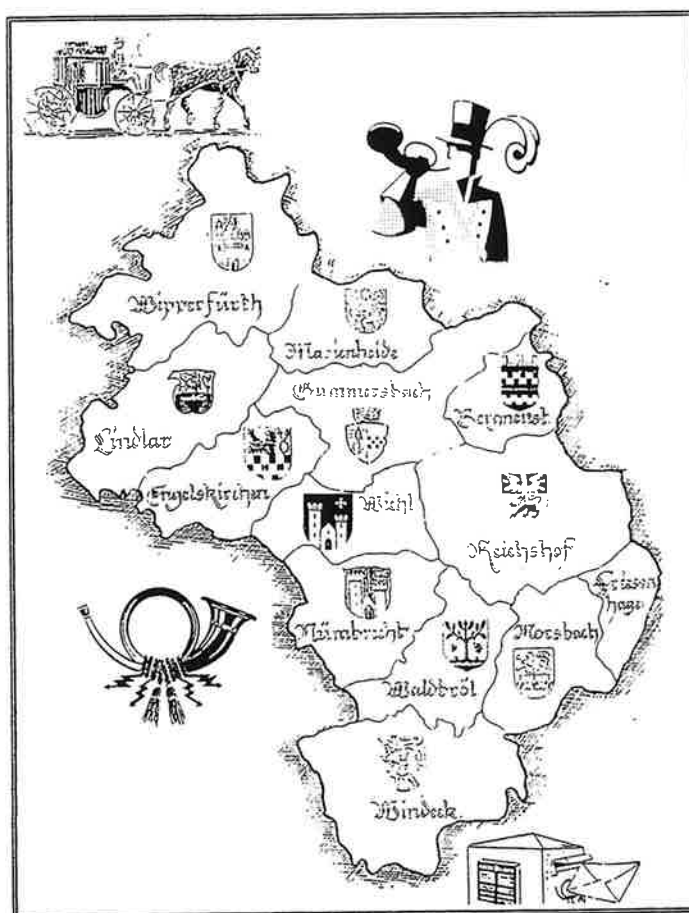 Wipperfürth
Marienheide
Gummersbach
Bergneust.
Lindlar
Engelskirchen
Wiehl
Reichshof
Friesen
hagen
Nümbrecht
Morsbach
Waldbröl
Windeck